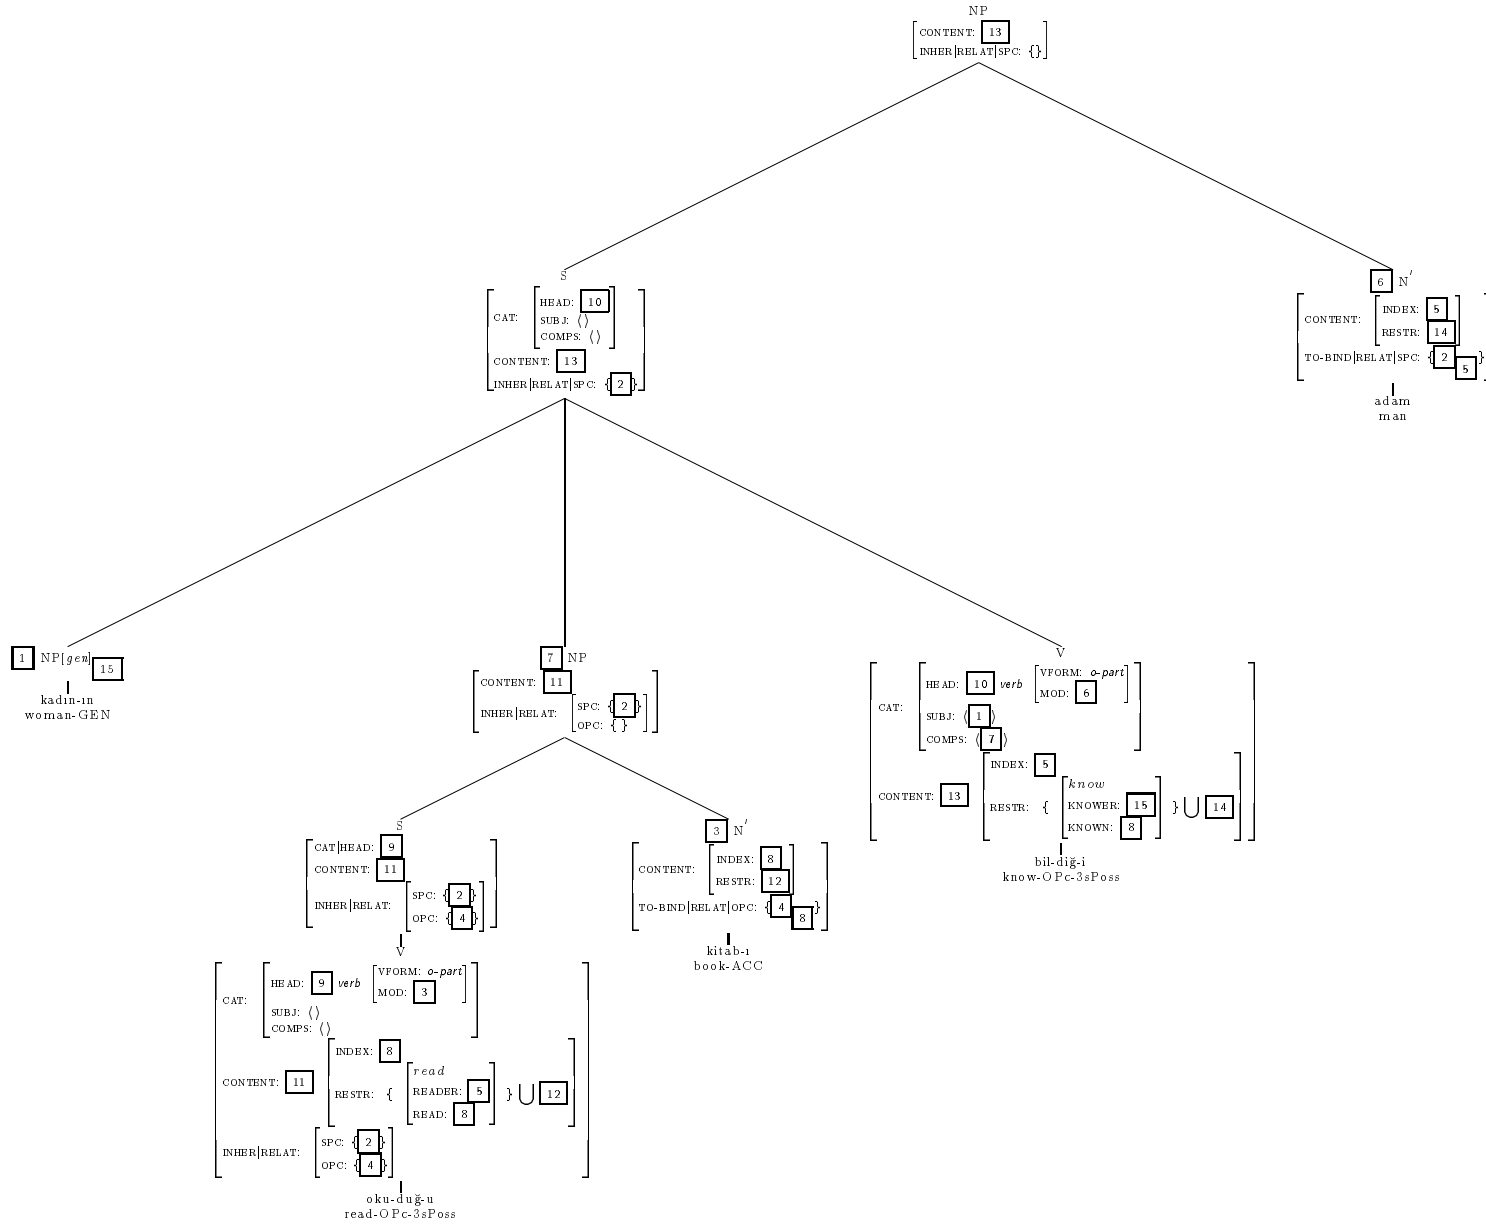 NP
CONTENT: 13
INHER|RELAT|SPC: {}
S
HEAD: 10
CAT:
SUBJ: ⟨⟩
COMPS: ⟨⟩
CONTENT: 13
INHER|RELAT|SPC: {2}
6 N′
CONTENT:
INDEX: 5
RESTR: 14
TO-BIND|RELAT|SPC: {2 5}
adam
man
1 NP[gen] 15
kadın-ın
woman-GEN
7 NP
CONTENT: 11
INHER|RELAT:
SPC: {2}
OPC: { }
V
CAT:
HEAD: 10 verb
VFORM: o-part
MOD: 6
SUBJ: ⟨1⟩
COMPS: ⟨7⟩
CONTENT: 13
INDEX: 5
RESTR: {
know
KNOWER: 15
KNOWN: 8
} ⋃ 14
bil-diğ-i
know-OPc-3sPoss
S
CAT|HEAD: 9
CONTENT: 11
INHER|RELAT:
SPC: {2}
OPC: {4}
3 N′
CONTENT:
INDEX: 8
RESTR: 12
TO-BIND|RELAT|OPC: {4 8}
kitab-ı
book-ACC
V
CAT:
HEAD: 9 verb
VFORM: o-part
MOD: 3
SUBJ: ⟨⟩
COMPS: ⟨⟩
CONTENT: 11
INDEX: 8
RESTR: {
read
READER: 5
READ: 8
} ⋃ 12
INHER|RELAT:
SPC: {2}
OPC: {4}
oku-duğ-u
read-OPc-3sPoss